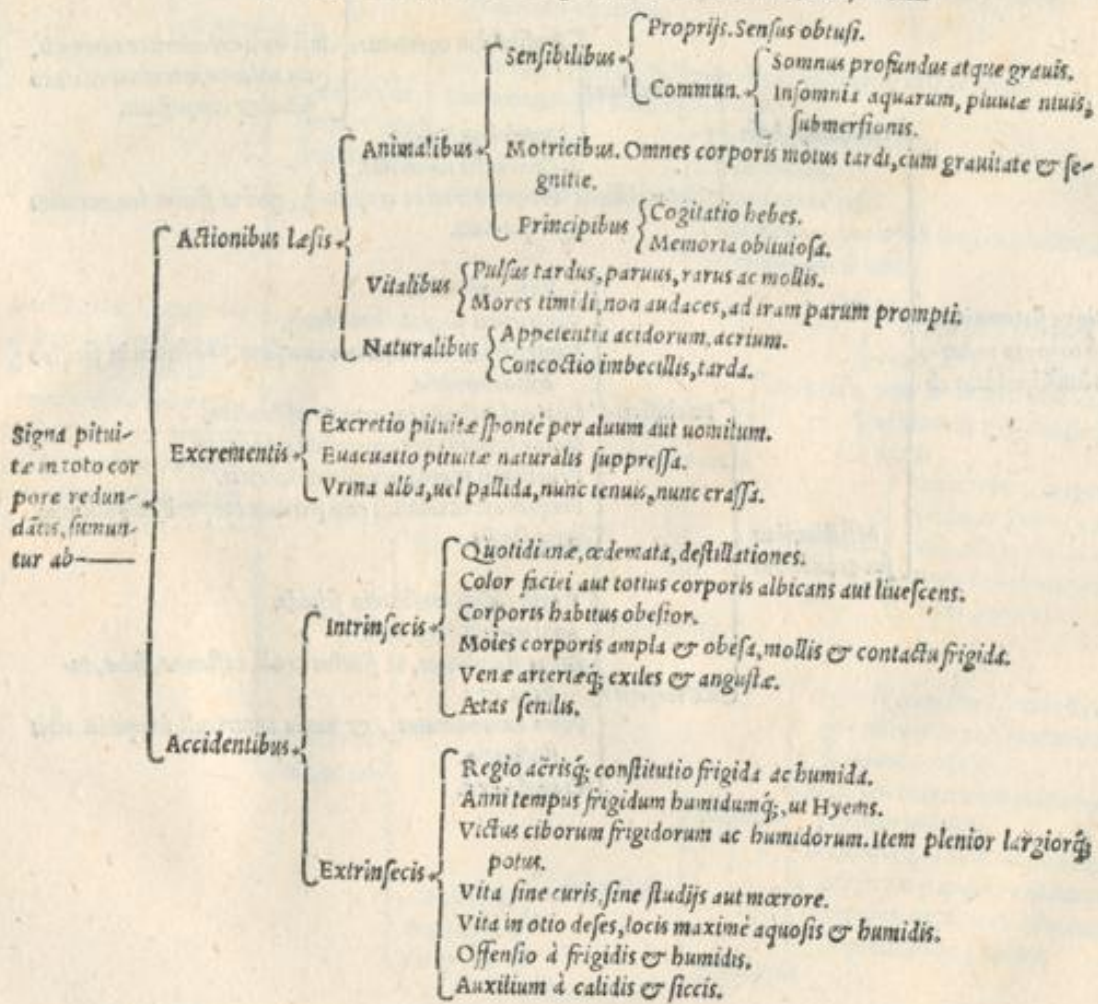 Proprijs. Sensus obtusi.
Sensibilibus
Somnus profundus atque grauis.
Commun.
Insomnia aquarum, pituitæ niuis,
submersionis.
Animalibus
Motricibus. Omnes corporis motus tardi, cum grauitate & se-
gnitie.
Principibus
Cogitatio hebes.
Memoria obliuiosa.
Actionibus læsis
Vitalibus
Pulsus tardus, paruus, rarus ac mollis.
Mores timidi, non audaces, ad iram parum prompti.
Naturalibus
Appetentia acidorum, acrium.
Concoctio imbecillis, tarda.
Signa pitui-
tæ in toto cor
pore redun-
dãtis, sumun-
tur ab
Excrementis
Excretio pituitæ spontè per aluum aut uomitum.
Euacuatio pituitæ naturalis suppressa.
Vrina alba, uel pallida, nunc tenuis, nunc crassa.
Accidentibus
Intrinsecis
Quotidianæ, œdemata, destillationes.
Color faciei aut totius corporis albicans aut liuescens.
Corporis habitus obesior.
Moles corporis ampla & obesa, mollis & contactu frigida.
Venæ arteriæq; exiles & angustæ.
Aetas senilis.
Extrinsecis
Regio aërisq́; constitutio frigida ac humida.
Anni tempus frigidum humidumq́;, ut Hyems.
Victus ciborum frigidorum ac humidorum. Item plenior largiorq́;
potus.
Vita sine curis, sine studijs aut mœrore.
Vita in otio deses, locis maximè aquosis & humidis.
Offensio à frigidis & humidis.
Auxilium à calidis & siccis.